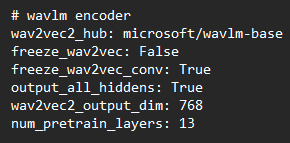 # wavlm encoder
wav2vec2_hub: microsoft/wavlm-base
freeze_wav2vec: False
freeze_wav2vec_conv: True
output_all_hiddens: True
wav2vec2_output_dim: 768
num_pretrain_layers: 13